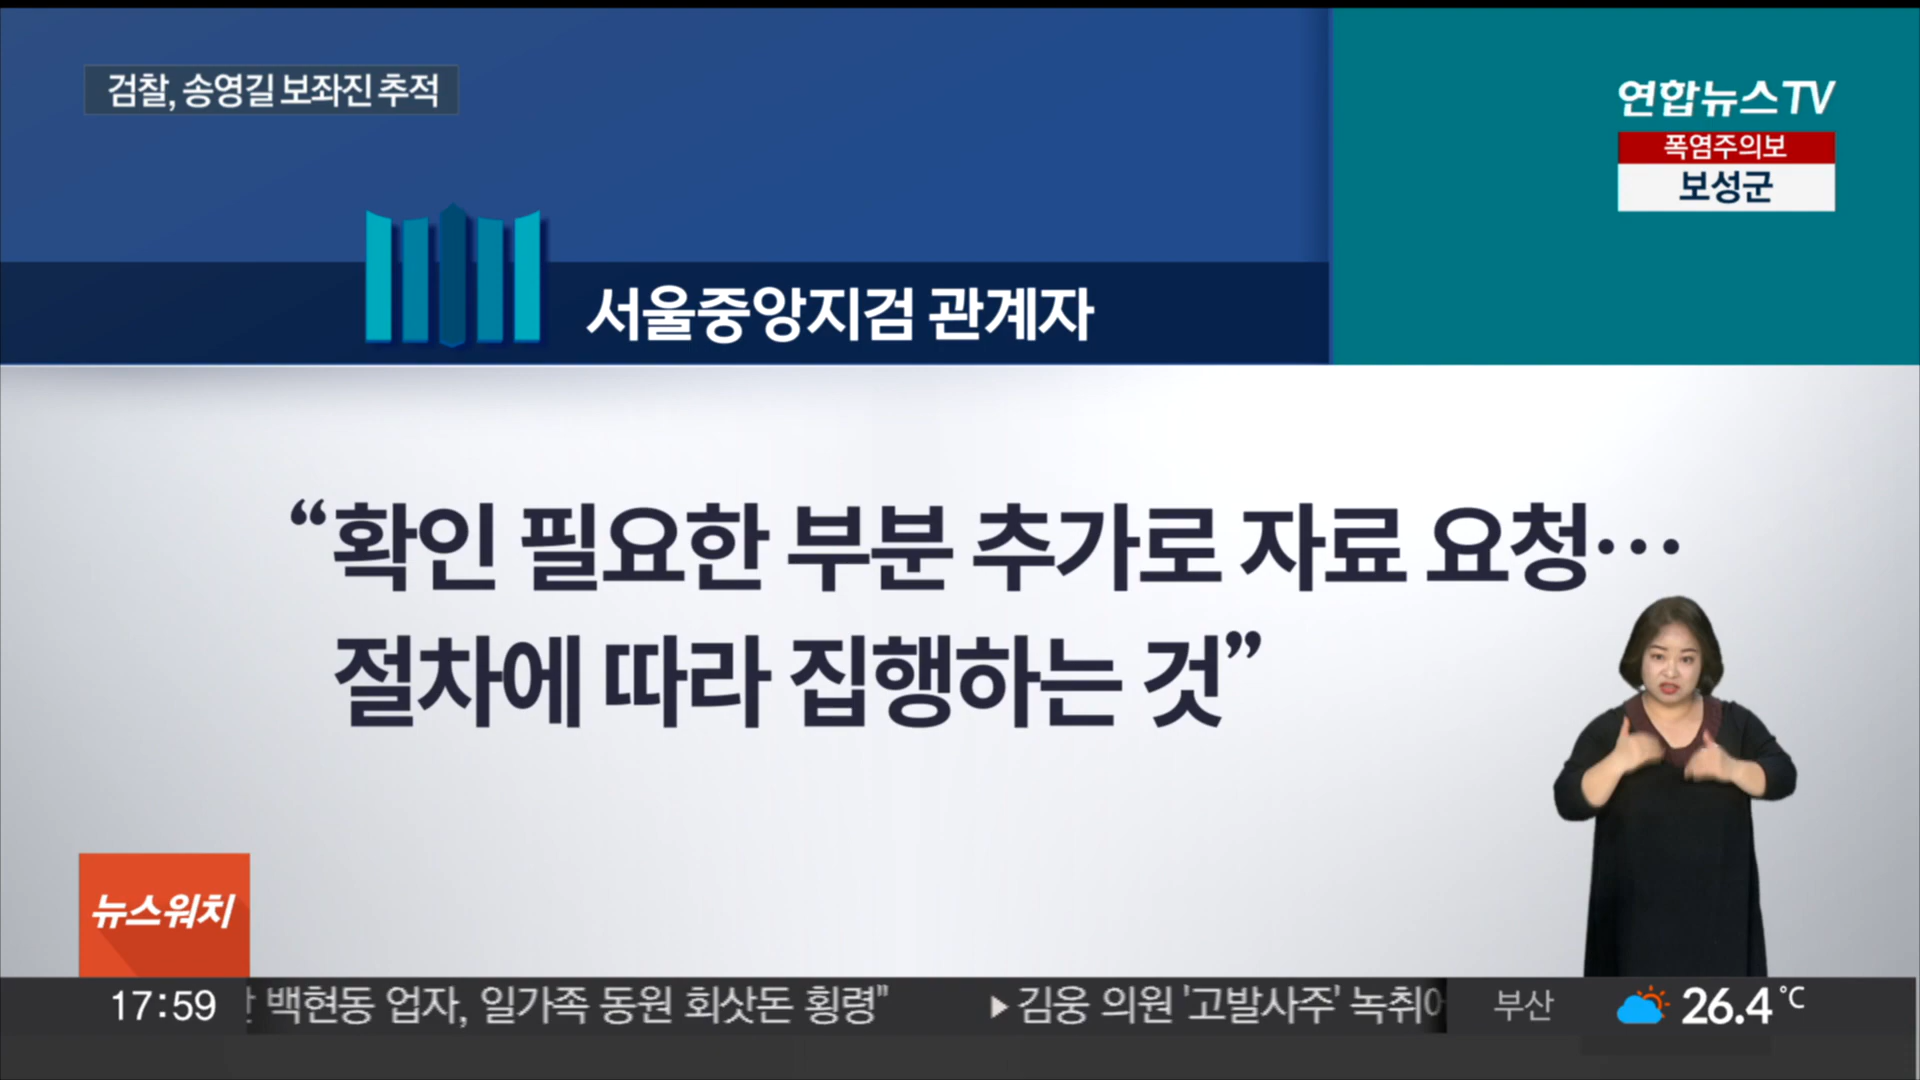 검찰, 송영길 보좌진 추적
연합뉴스TV
폭염주의보
보성군
서울중앙지검 관계자
“확인 필요한 부분 추가로 자료 요청…
절차에 따라 집행하는 것”
뉴스워치
17:59 백현동 업자, 일가족 동원 회삿돈 횡령" ▶김웅 의원 '고발사주' 녹취 부산 26.4℃